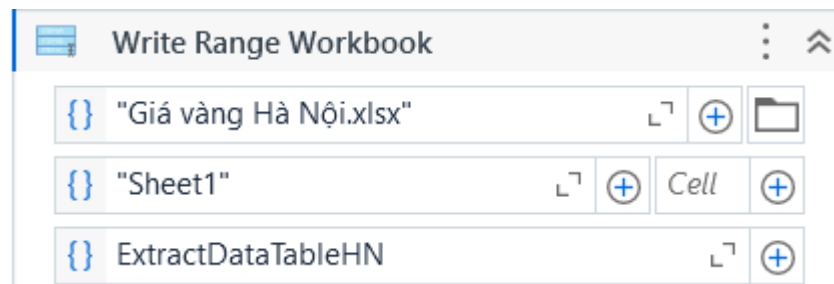 Write Range Workbook
{} "Giá vàng Hà Nội.xlsx"
{} "Sheet1" Cell
{} ExtractDataTableHN